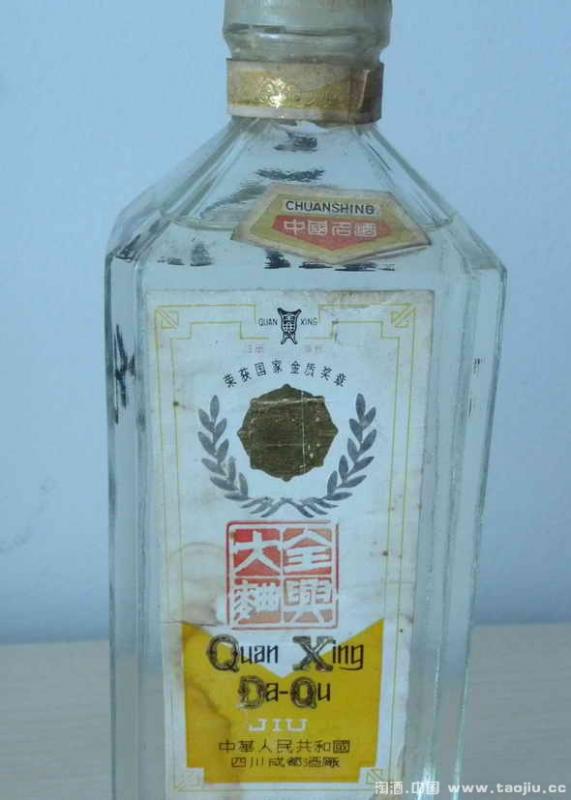 CHUANSHING
中國名酒
QUAN XING
荣获国家金质奖章
全興
大麯
Quan Xing
Da-Qu
JIU
中華人民共和國
四川成都酒廠
淘酒.中国 www.taojiu.cc